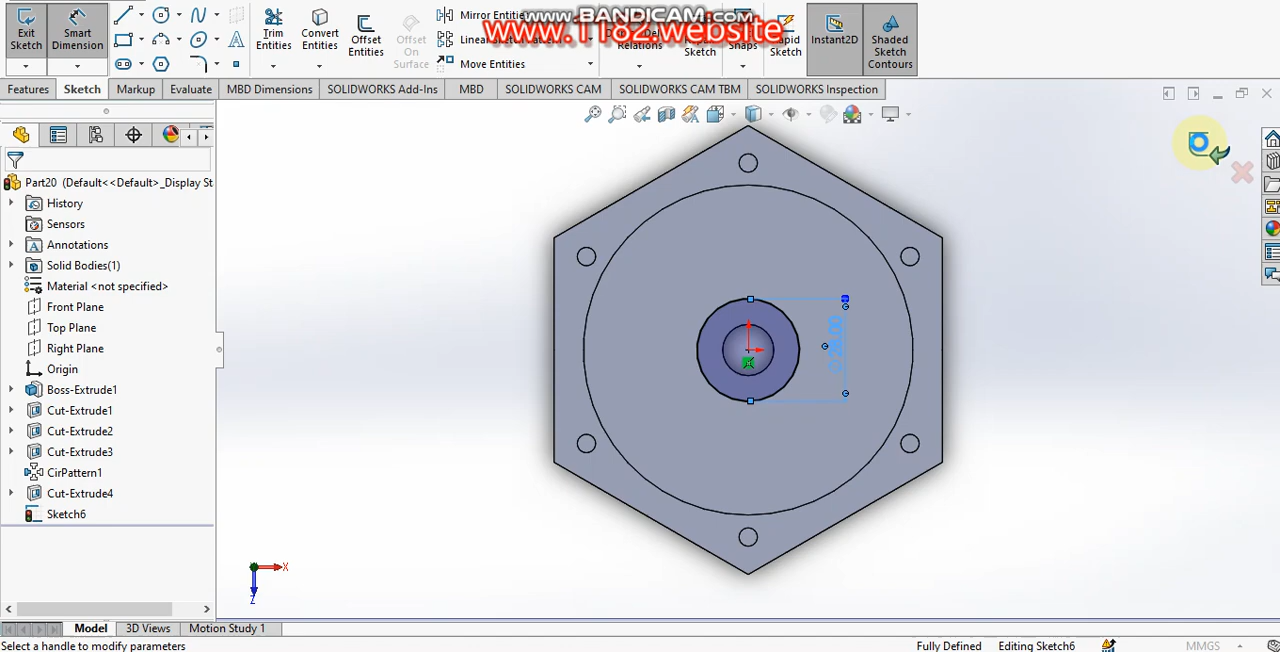 www.BANDICAM.com
www.1182.website
Exit Sketch
Smart Dimension
Trim Entities
Convert Entities
Offset Entities
Offset On Surface
Mirror Entities
Move Entities
Relations
Snaps
Sketch
Instant2D
Shaded Sketch Contours
Features
Sketch
Markup
Evaluate
MBD Dimensions
SOLIDWORKS Add-Ins
MBD
SOLIDWORKS CAM
SOLIDWORKS CAM TBM
SOLIDWORKS Inspection
Part20 (Default<<Default>_Display St
History
Sensors
Annotations
Solid Bodies(1)
Material <not specified>
Front Plane
Top Plane
Right Plane
Origin
Boss-Extrude1
Cut-Extrude1
Cut-Extrude2
Cut-Extrude3
CirPattern1
Cut-Extrude4
Sketch6
X
Z
Model
3D Views
Motion Study 1
Select a handle to modify parameters
Fully Defined
Editing Sketch6
MMGS